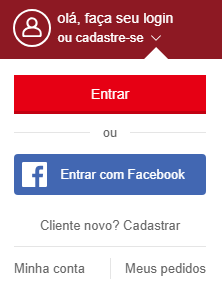 olá, faça seu login
ou cadastre-se
Entrar
ou
Entrar com Facebook
Cliente novo? Cadastrar
Minha conta
Meus pedidos